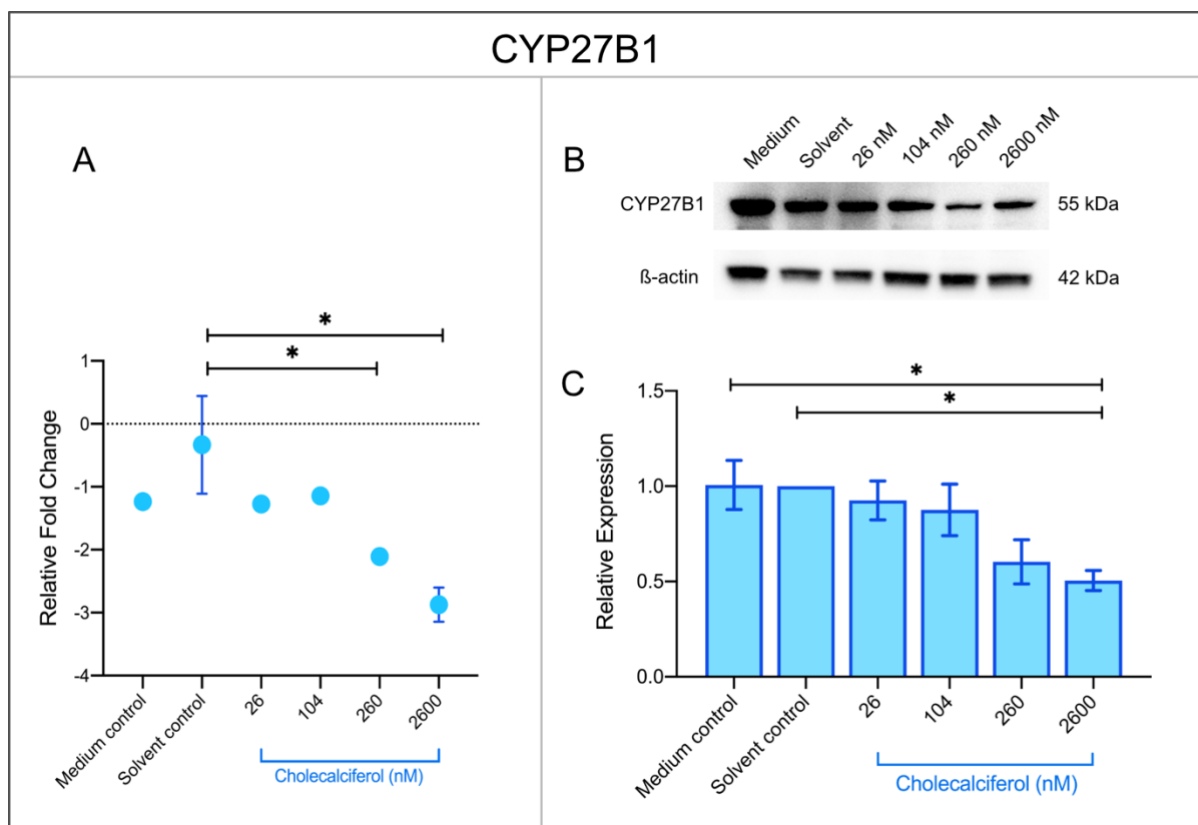 CYP27B1
A
*
*
1
0
-1
-2
-3
-4
Relative Fold Change
Medium control
Solvent control
26
104
260
2600
Cholecalciferol (nM)
B
Medium
Solvent
26 nM
104 nM
260 nM
2600 nM
CYP27B1
55 kDa
ß-actin
42 kDa
C
*
*
1.5
1.0
0.5
0.0
Relative Expression
Medium control
Solvent control
26
104
260
2600
Cholecalciferol (nM)